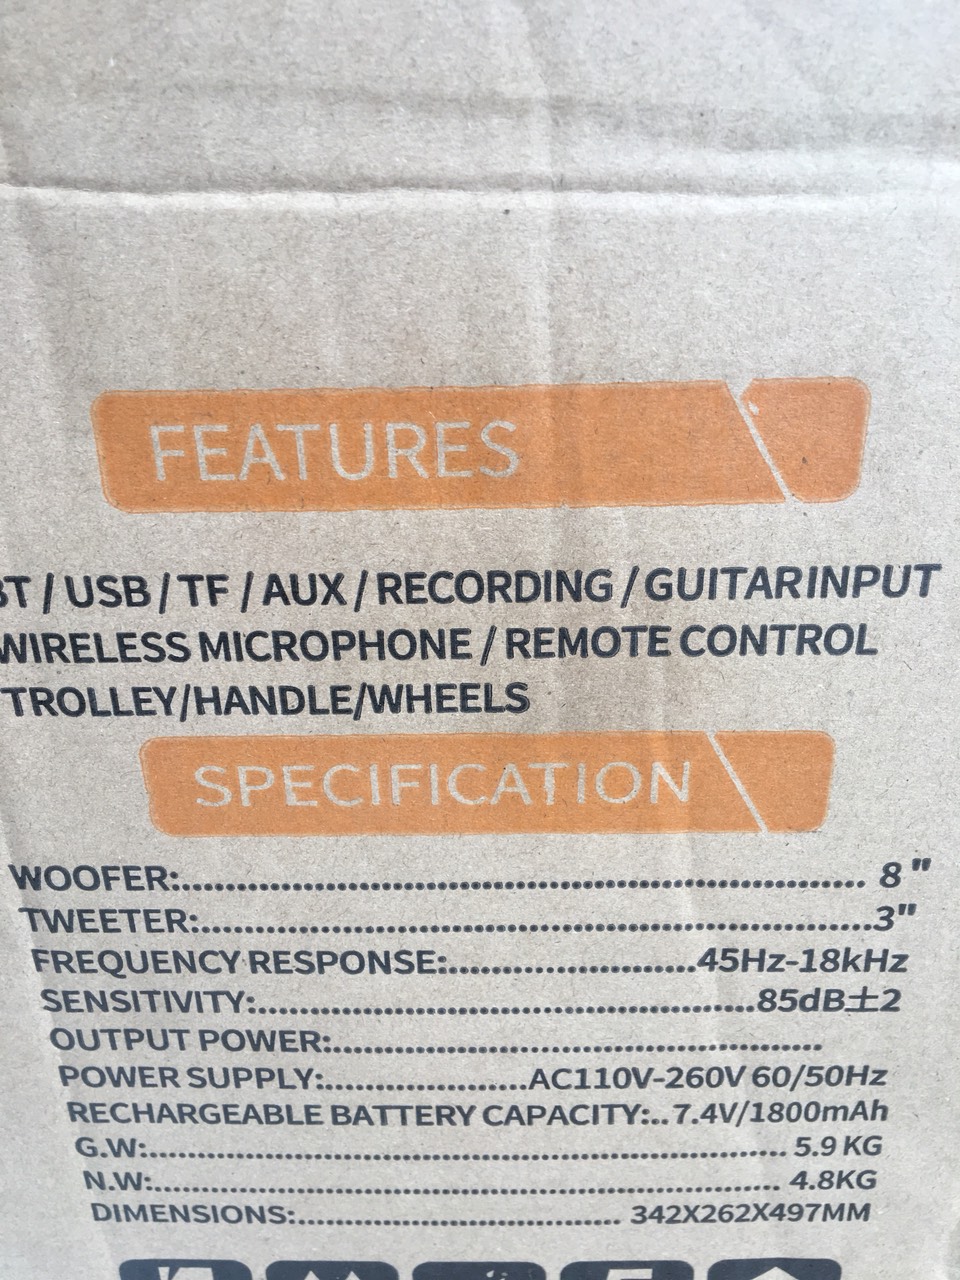 FEATURES
BT / USB / TF / AUX / RECORDING / GUITAR INPUT
WIRELESS MICROPHONE / REMOTE CONTROL
TROLLEY/HANDLE/WHEELS
SPECIFICATION
WOOFER:.......... 8"
TWEETER:..........3"
FREQUENCY RESPONSE:..........45Hz-18kHz
SENSITIVITY:..........85dB±2
OUTPUT POWER:..........
POWER SUPPLY:..........AC110V-260V 60/50Hz
RECHARGEABLE BATTERY CAPACITY:..7.4V/1800mAh
G.W:.......... 5.9 KG
N.W:.......... 4.8KG
DIMENSIONS:.......... 342X262X497MM